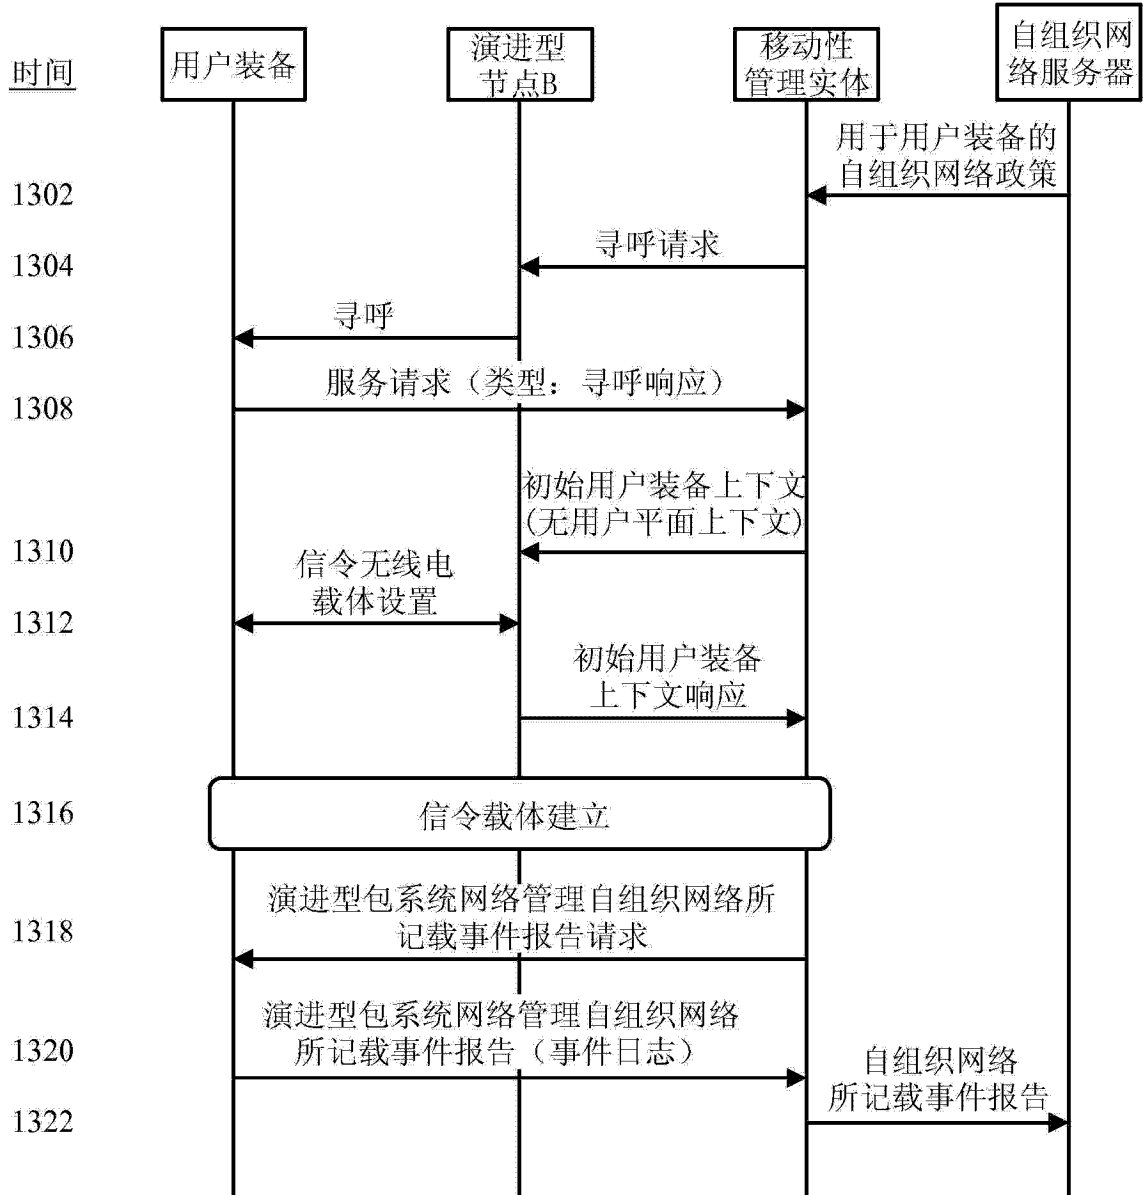 时间
用户装备
演进型
节点B
移动性
管理实体
自组织网
络服务器
用于用户装备的
自组织网络政策
1302
寻呼请求
1304
寻呼
1306
服务请求（类型：寻呼响应）
1308
初始用户装备上下文
(无用户平面上下文)
1310
信令无线电
载体设置
1312
初始用户装备
上下文响应
1314
1316
信令载体建立
演进型包系统网络管理自组织网络所
记载事件报告请求
1318
演进型包系统网络管理自组织网络
所记载事件报告（事件日志）
1320
自组织网络
所记载事件报告
1322